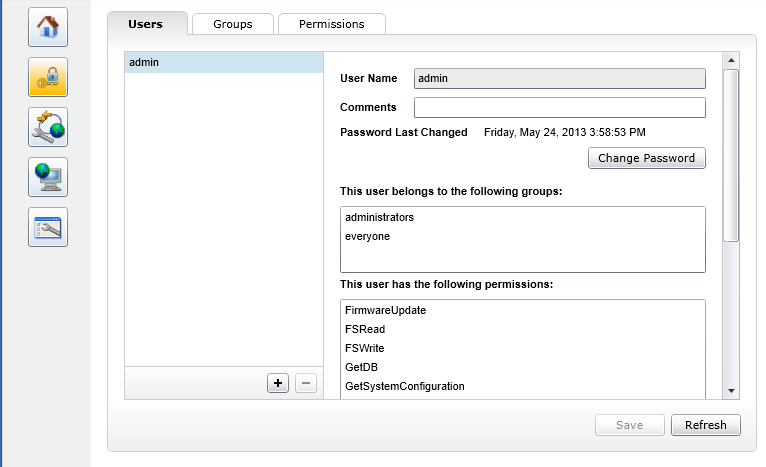 Users Groups Permissions
admin
User Name admin
Comments
Password Last Changed Friday, May 24, 2013 3:58:53 PM
Change Password
This user belongs to the following groups:
administrators
everyone
This user has the following permissions:
FirmwareUpdate
FSRead
FSWrite
GetDB
GetSystemConfiguration
Save Refresh